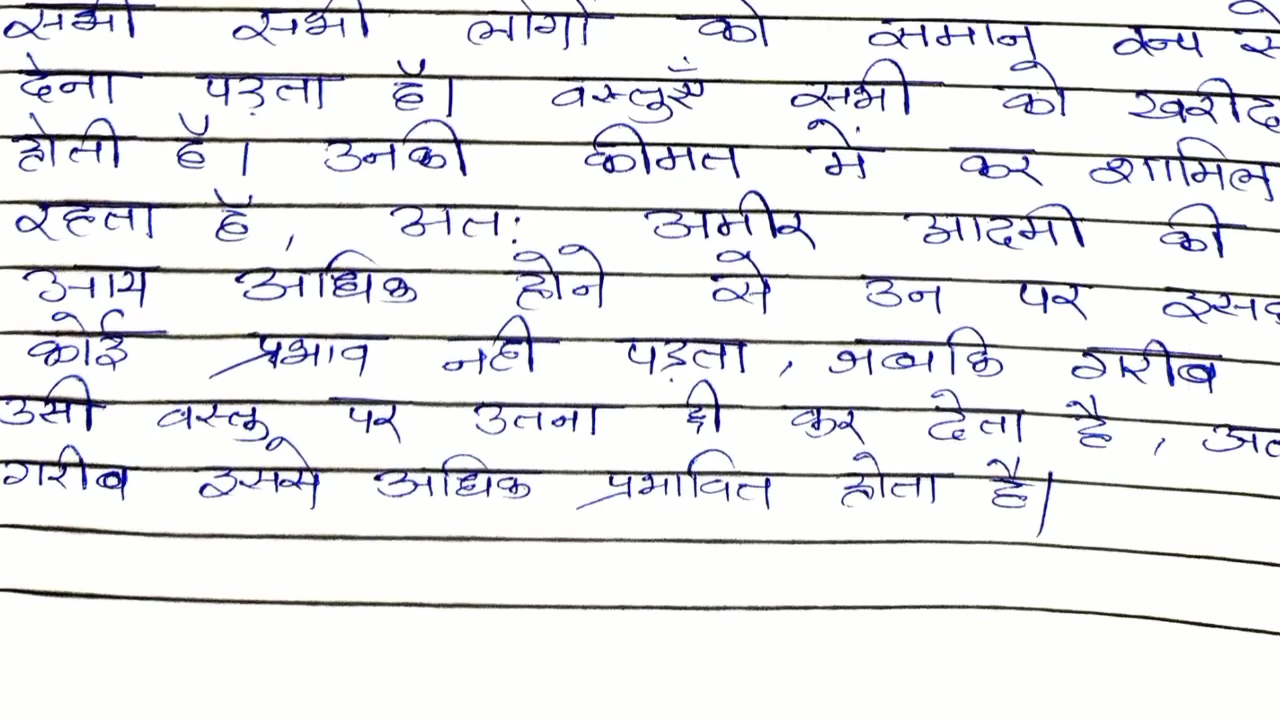 सभी सभी लोगो को समान से
देना पड़ता है। वस्तुएँ सभी को खरीद
होती है। उनकी कीमत में कर शामिल
रहता है, अतः अमीर आदमी की
आय अधिक होने से उन पर इसक
कोई प्रभाव नही पड़ता, जबकि गरीब
उसी वस्तु पर उतना ही कर देता है, अत
गरीब इससे अधिक प्रभावित होता है।